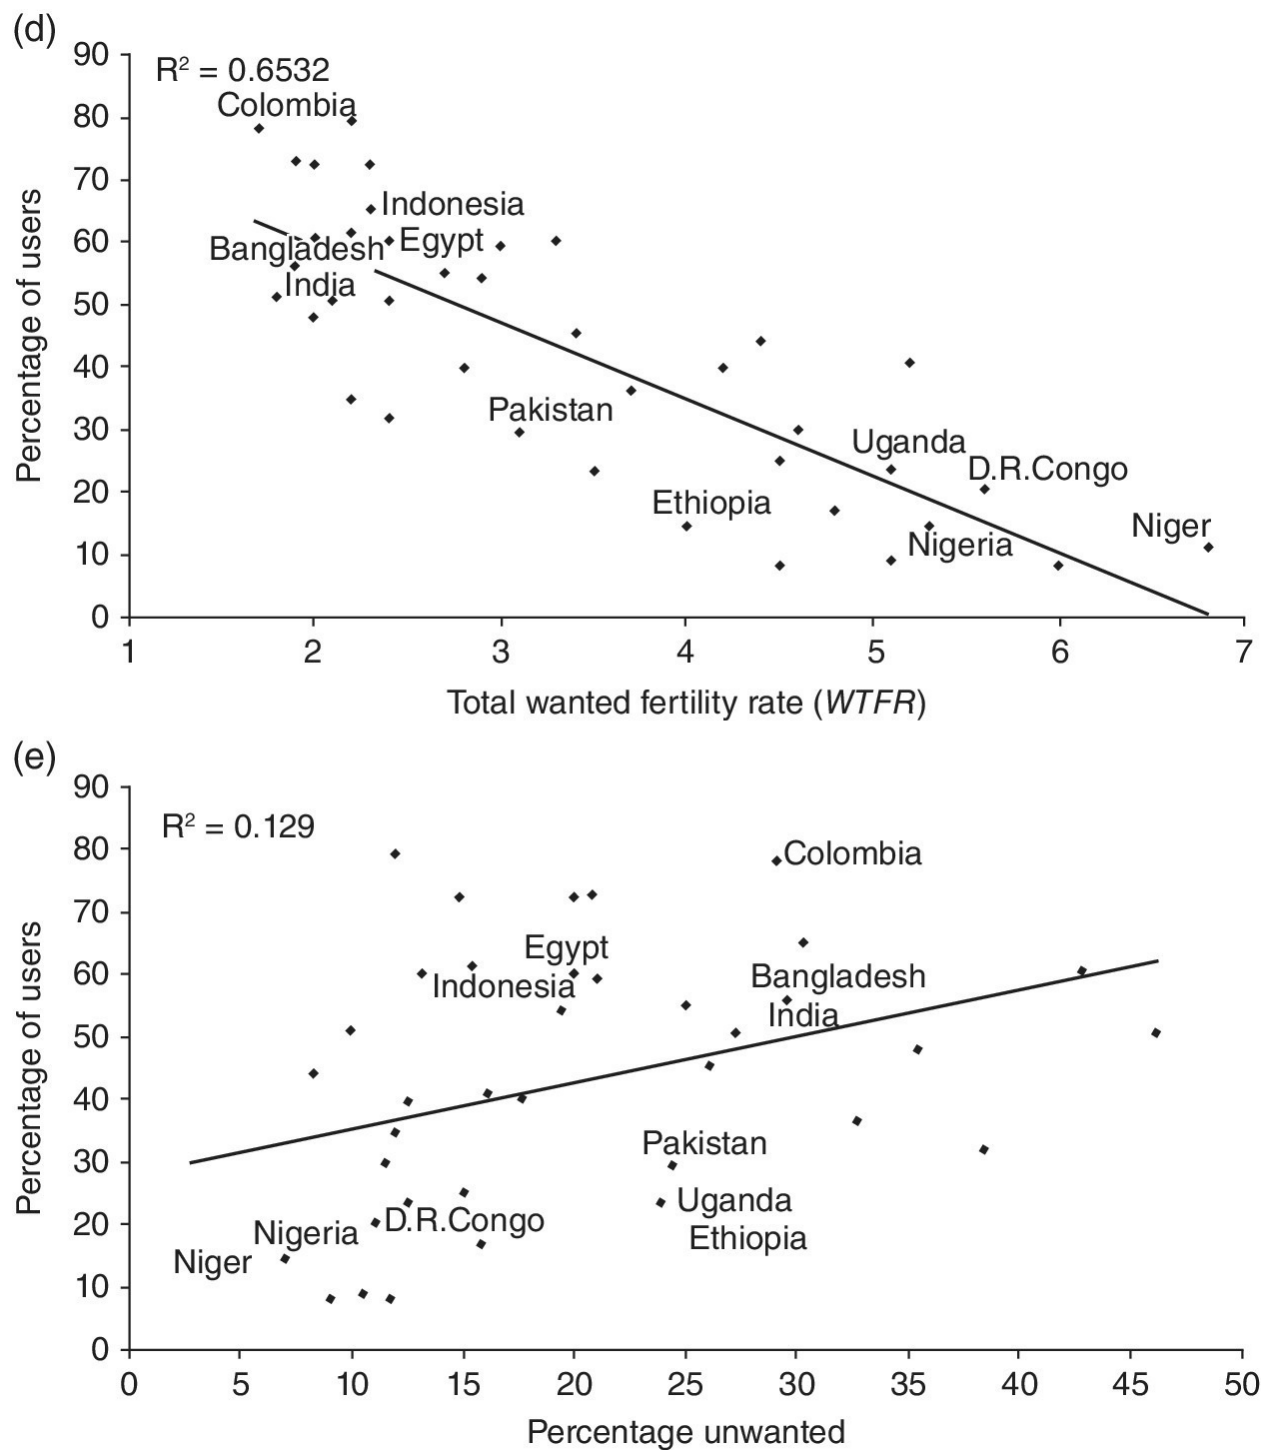 (d)
90
R² = 0.6532
Colombia
80
70
Indonesia
60
Egypt
Bangladesh
India
50
40
Pakistan
30
Uganda
D.R.Congo
20
Ethiopia
Niger
Nigeria
10
0
1 2 3 4 5 6 7
Percentage of users
Total wanted fertility rate (WTFR)
(e)
90
R² = 0.129
80
Colombia
70
Egypt
60
Indonesia
Bangladesh
India
50
40
Pakistan
30
Uganda
D.R.Congo
20
Nigeria
Ethiopia
Niger
10
0
0 5 10 15 20 25 30 35 40 45 50
Percentage of users
Percentage unwanted